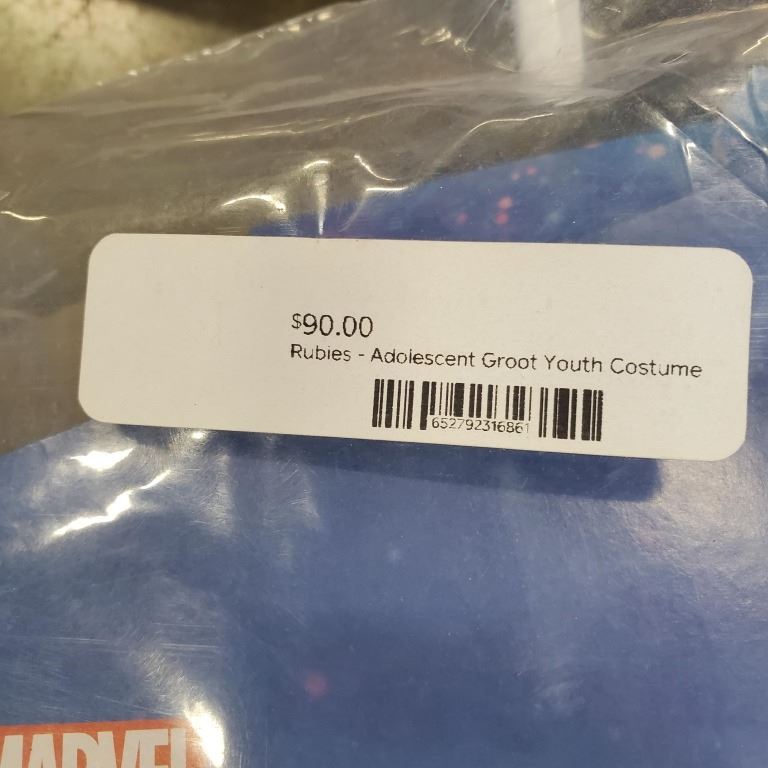 $90.00
Rubies - Adolescent Groot Youth Costume
652792316861
MARVEL